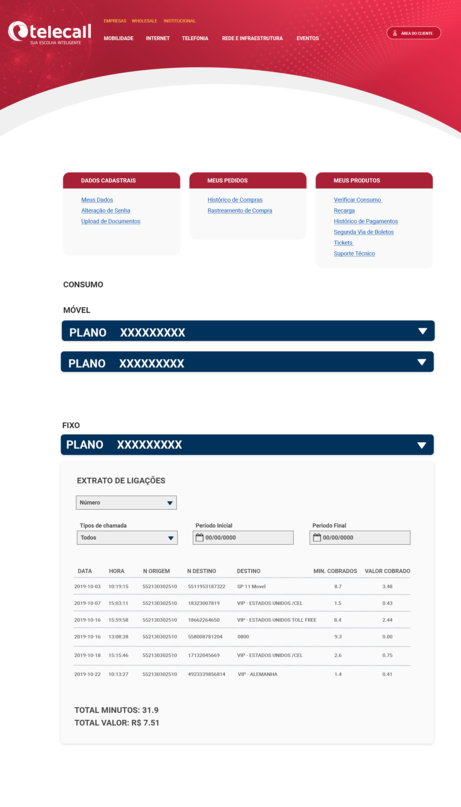 EMPRESAS WHOLESALE INSTITUCIONAL
telecall
SUA ESCOLHA INTELIGENTE
MOBILIDADE INTERNET TELEFONIA REDE E INFRAESTRUTURA EVENTOS
ÁREA DO CLIENTE
DADOS CADASTRAIS
Meus Dados
Alteração de Senha
Upload de Documentos
MEUS PEDIDOS
Histórico de Compras
Rastreamento de Compra
MEUS PRODUTOS
Verificar Consumo
Recarga
Histórico de Pagamentos
Segunda Via de Boletos
Tickets
Suporte Técnico
CONSUMO
MÓVEL
PLANO XXXXXXXXX
PLANO XXXXXXXXX
FIXO
PLANO XXXXXXXXX
EXTRATO DE LIGAÇÕES
Número
Tipos de chamada Período Inicial Período Final
Todos 00/00/0000 00/00/0000
DATA HORA N ORIGEM N DESTINO DESTINO MIN. COBRADOS VALOR COBRADO
2019-10-03 10:19:15 552130302510 5511953187322 SP 11 Movel 8.7 3.48
2019-10-07 15:03:11 552130302510 18323007819 VIP - ESTADOS UNIDOS /CEL 1.5 0.43
2019-10-16 15:59:58 552130302510 18662264650 VIP - ESTADOS UNIDOS TOLL FREE 8.4 2.44
2019-10-16 13:08:38 552130302510 558008781204 0800 9.3 0.00
2019-10-18 15:15:46 552130302510 17132045669 VIP - ESTADOS UNIDOS /CEL 2.6 0.75
2019-10-22 10:13:27 552130302510 4923339856814 VIP - ALEMANHA 1.4 0.41
TOTAL MINUTOS: 31.9
TOTAL VALOR: R$ 7.51